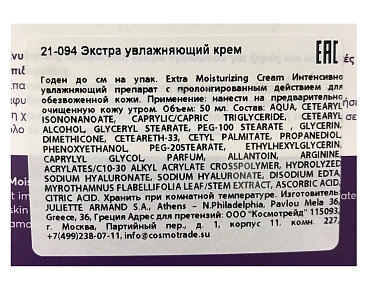 21-094 Экстра увлажняющий крем
EAC
Годен до см на упак. Extra Moisturizing Cream Интенсивно
увлажняющий препарат с пролонгированным действием для
обезвоженной кожи. Применение: нанести на предварительно
очищенную кожу. Объем: 50 мл. Состав: AQUA, CETEARYL
ISONONANOATE, CAPRYLIC/CAPRIC TRIGLYCERIDE, CETEARYL
ALCOHOL, GLYCERYL STEARATE, PEG-100 STEARATE, GLYCERIN,
DIMETHICONE, CETEARETH-33, CETYL PALMITATE, PROPANEDIOL,
PHENOXYETHANOL, PEG-20STEARATE, ETHYLHEXYLGLYCERIN,
CAPRYLYL GLYCOL, PARFUM, ALLANTOIN, ARGININE,
ACRYLATES/C10-30 ALKYL ACRYLATE CROSSPOLYMER, HYDROLYZED
SODIUM HYALURONATE, SODIUM HYALURONATE, DISODIUM EDTA,
MYROTHAMNUS FLABELLIFOLIA LEAF/STEM EXTRACT, ASCORBIC ACID,
CITRIC ACID. Хранить при комнатной температуре. Изготовитель:
JULIETTE ARMAND S.A., Athens – N.Philadelphia, Pavlou Mela 36,
Greece, 36, Греция Адрес для претензий: ООО "Космотрейд" 115093,
г. Москва, Партийный пер., д. 1, корпус 11, комн. 227,
+7(499)238-07-11, info@cosmotrade.su